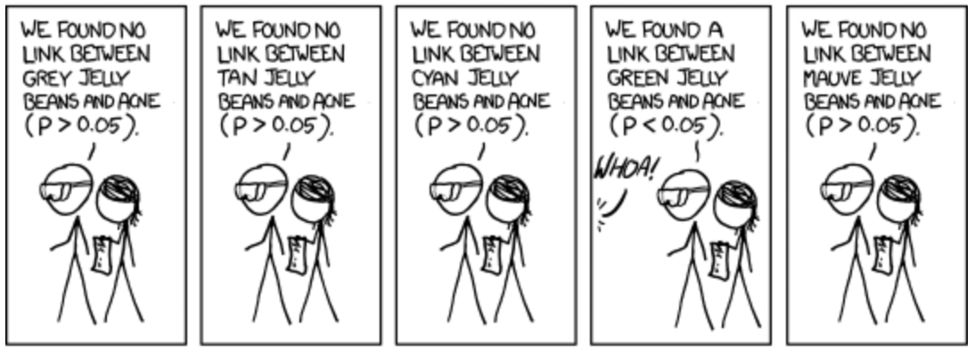 WE FOUND NO
LINK BETWEEN
GREY JELLY
BEANS AND ACNE
(P > 0.05).
WE FOUND NO
LINK BETWEEN
TAN JELLY
BEANS AND ACNE
(P > 0.05).
WE FOUND NO
LINK BETWEEN
CYAN JELLY
BEANS AND ACNE
(P > 0.05).
WE FOUND A
LINK BETWEEN
GREEN JELLY
BEANS AND ACNE
(P < 0.05).
WHOA!
WE FOUND NO
LINK BETWEEN
MAUVE JELLY
BEANS AND ACNE
(P > 0.05).